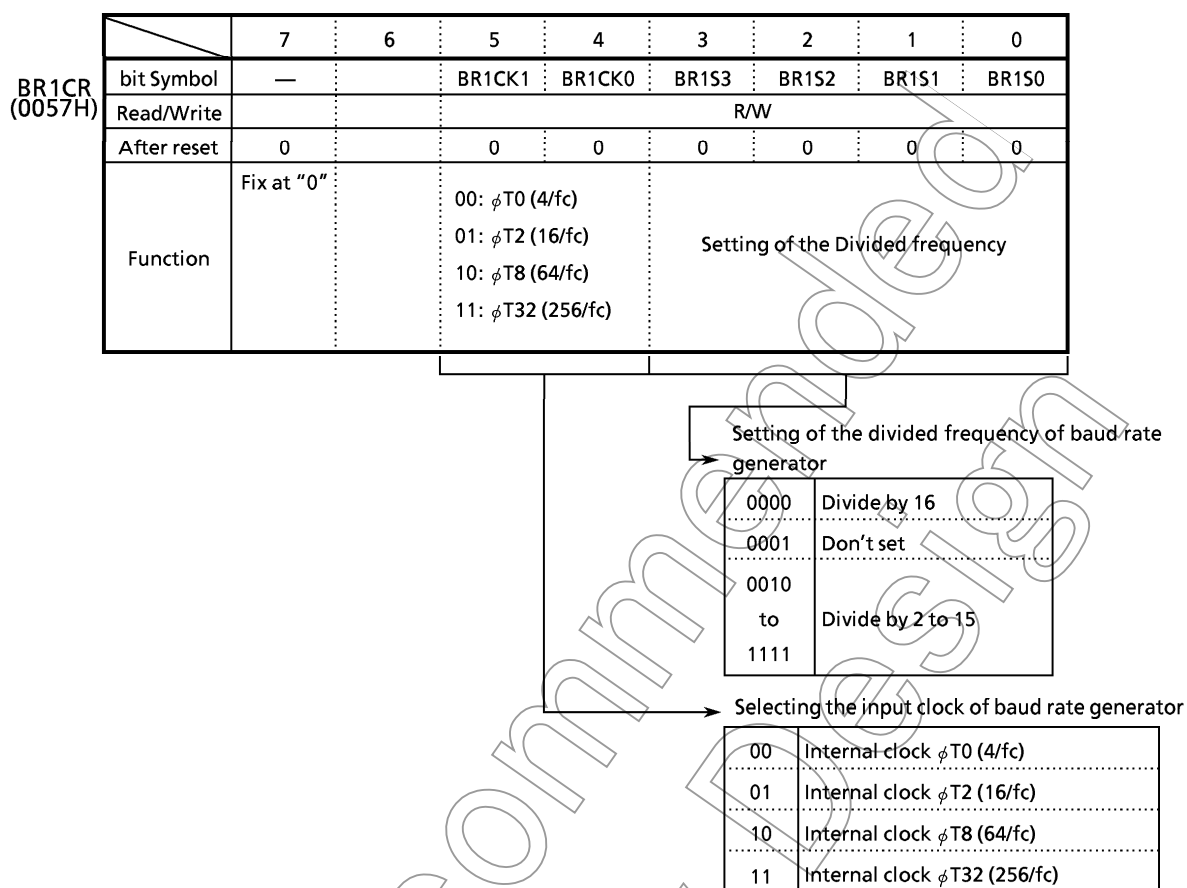 7 6 5 4 3 2 1 0
BR1CR
(0057H)
bit Symbol — BR1CK1 BR1CK0 BR1S3 BR1S2 BR1S1 BR1S0
Read/Write R/W
After reset 0 0 0 0 0 0 0
Function
Fix at “0”
00: ϕT0 (4/fc)
01: ϕT2 (16/fc)
10: ϕT8 (64/fc)
11: ϕT32 (256/fc)
Setting of the Divided frequency
Setting of the divided frequency of baud rate
generator
0000 Divide by 16
0001 Don’t set
0010
to Divide by 2 to 15
1111
Selecting the input clock of baud rate generator
00 Internal clock ϕT0 (4/fc)
01 Internal clock ϕT2 (16/fc)
10 Internal clock ϕT8 (64/fc)
11 Internal clock ϕT32 (256/fc)
ommended
Design